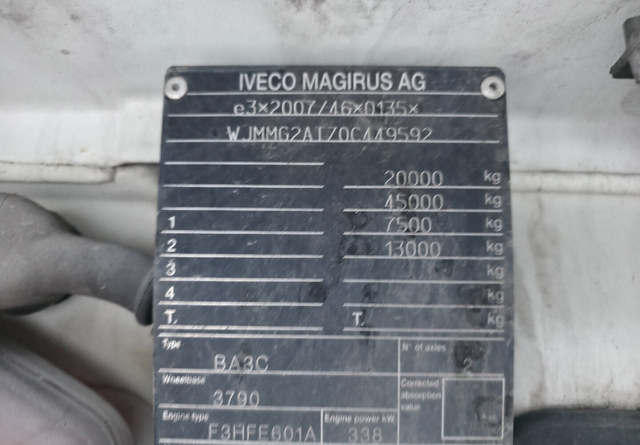 IVECO MAGIRUS AG
e3*2007/46*0135*
WJMMG2ATZ0C449592
20000 kg
45000 kg
1 7500 kg
2 13000 kg
3 kg
4 kg
T. T. kg
Type N° of axles
BA3C 2
Wheelbase Corrected absorption value
3790
Engine type Engine power kW
F3HFE601A 338